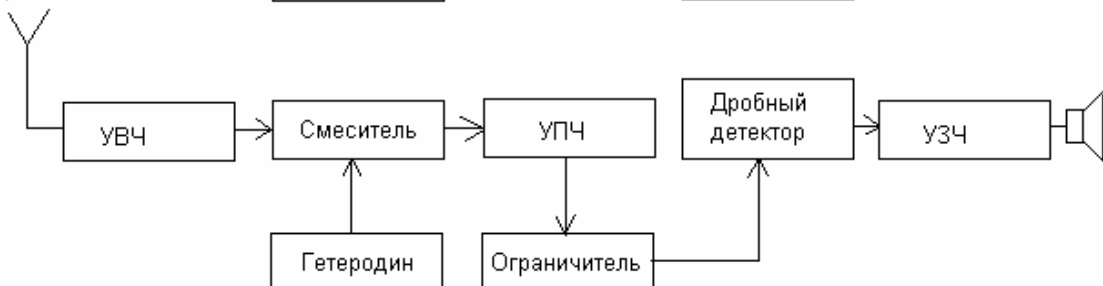 УВЧ
Смеситель
УПЧ
Дробный
детектор
УЗЧ
Гетеродин
Ограничитель